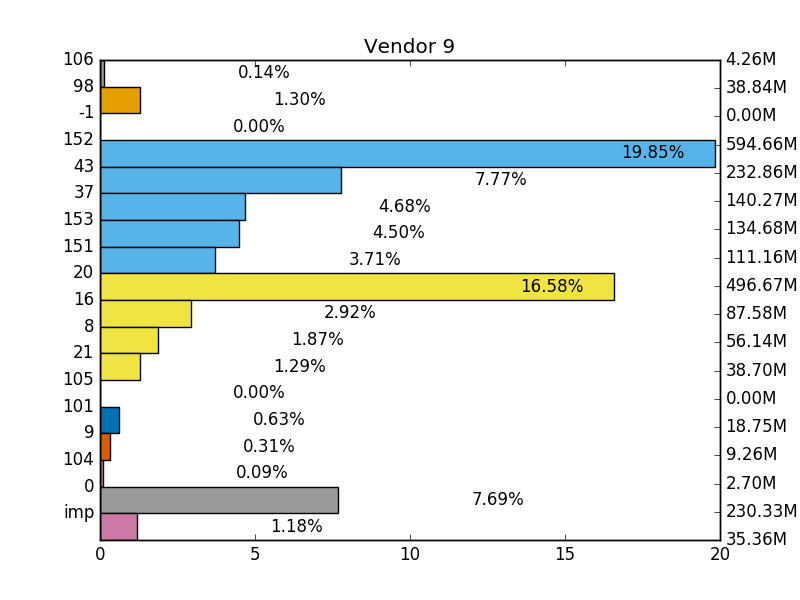 Vendor 9
106 4.26M
0.14%
98 38.84M
1.30%
-1 0.00M
0.00%
152 594.66M
19.85%
43 232.86M
7.77%
37 140.27M
4.68%
153 134.68M
4.50%
151 111.16M
3.71%
20 496.67M
16.58%
16 87.58M
2.92%
8 56.14M
1.87%
21 38.70M
1.29%
105 0.00M
0.00%
101 18.75M
0.63%
9 9.26M
0.31%
104 2.70M
0.09%
0 230.33M
7.69%
imp 35.36M
1.18%
0 5 10 15 20